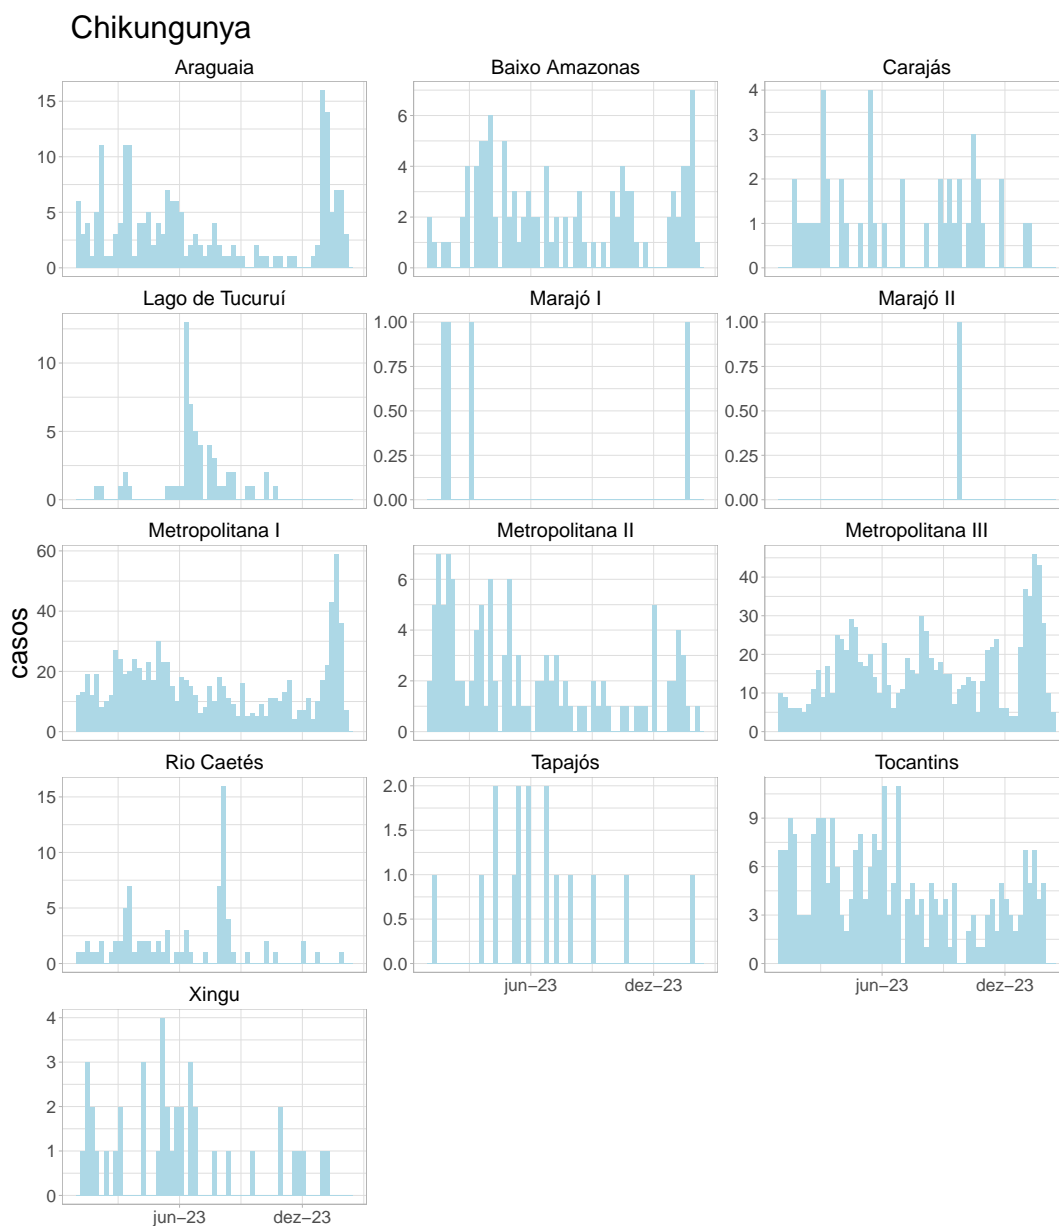 Chikungunya
Araguaia
Baixo Amazonas
Carajás
15
10
5
0
6
4
2
0
4
3
2
1
0
Lago de Tucuruí
Marajó I
Marajó II
10
5
0
1.00
0.75
0.50
0.25
0.00
1.00
0.75
0.50
0.25
0.00
Metropolitana I
Metropolitana II
Metropolitana III
60
40
20
0
6
4
2
0
40
30
20
10
0
casos
Rio Caetés
Tapajós
Tocantins
15
10
5
0
2.0
1.5
1.0
0.5
0.0
9
6
3
0
jun–23
dez–23
jun–23
dez–23
Xingu
4
3
2
1
0
jun–23
dez–23